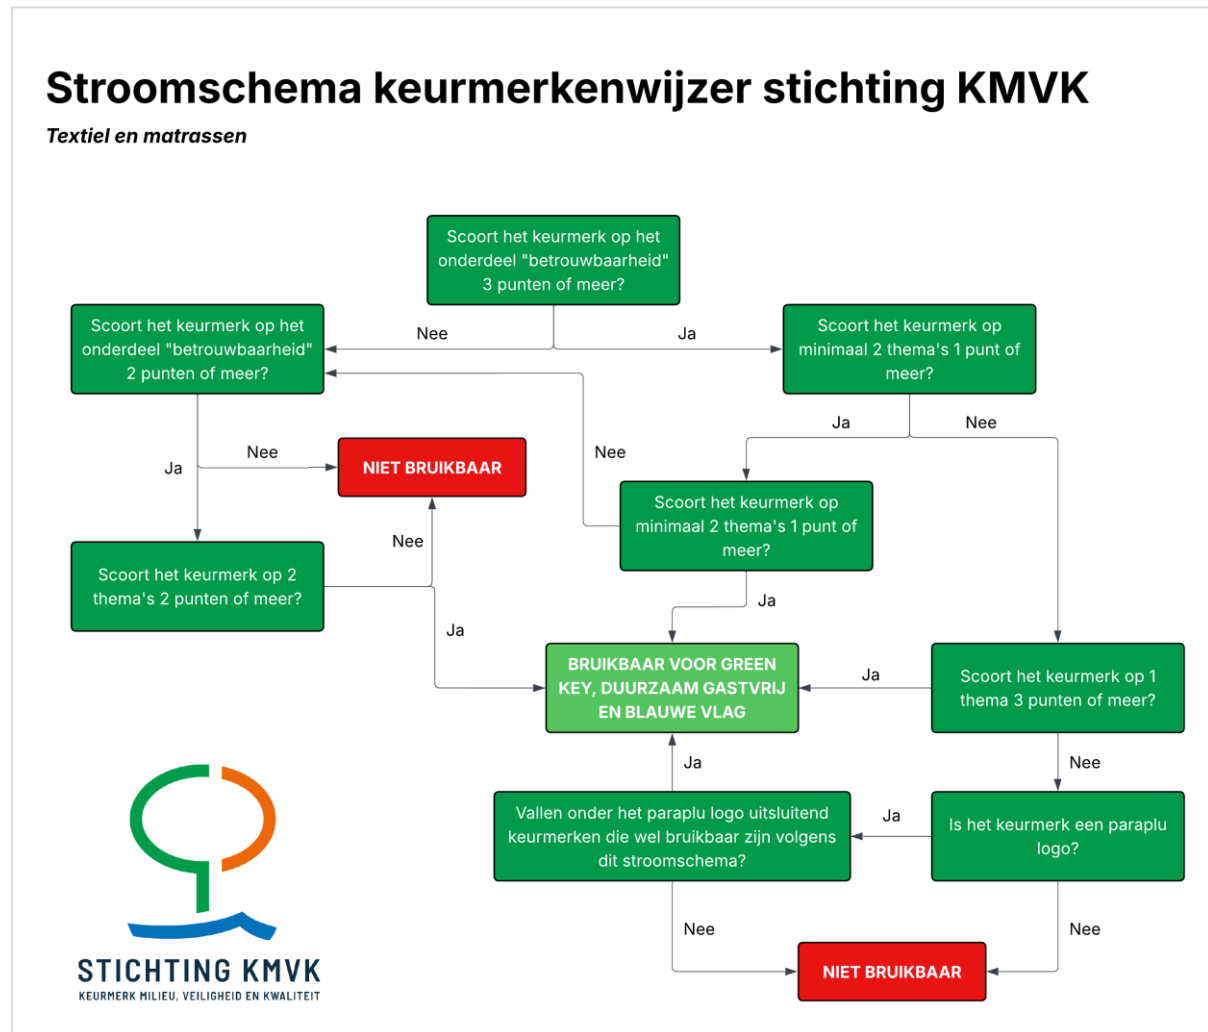 Stroomschema keurmerkenwijzer stichting KMVK
Textiel en matrassen
Scoort het keurmerk op het
onderdeel "betrouwbaarheid"
3 punten of meer?
Nee
Ja
Scoort het keurmerk op het
onderdeel "betrouwbaarheid"
2 punten of meer?
Scoort het keurmerk op
minimaal 2 thema's 1 punt of
meer?
Ja
Nee
Ja
Nee
NIET BRUIKBAAR
Nee
Scoort het keurmerk op
minimaal 2 thema's 1 punt of
meer?
Nee
Scoort het keurmerk op 2
thema's 2 punten of meer?
Ja
Ja
BRUIKBAAR VOOR GREEN
KEY, DUURZAAM GASTVRIJ
EN BLAUWE VLAG
Ja
Scoort het keurmerk op 1
thema 3 punten of meer?
Ja
Nee
Vallen onder het paraplu logo uitsluitend
keurmerken die wel bruikbaar zijn volgens
dit stroomschema?
Ja
Is het keurmerk een paraplu
logo?
Nee
Nee
NIET BRUIKBAAR
STICHTING KMVK
KEURMERK MILIEU, VEILIGHEID EN KWALITEIT